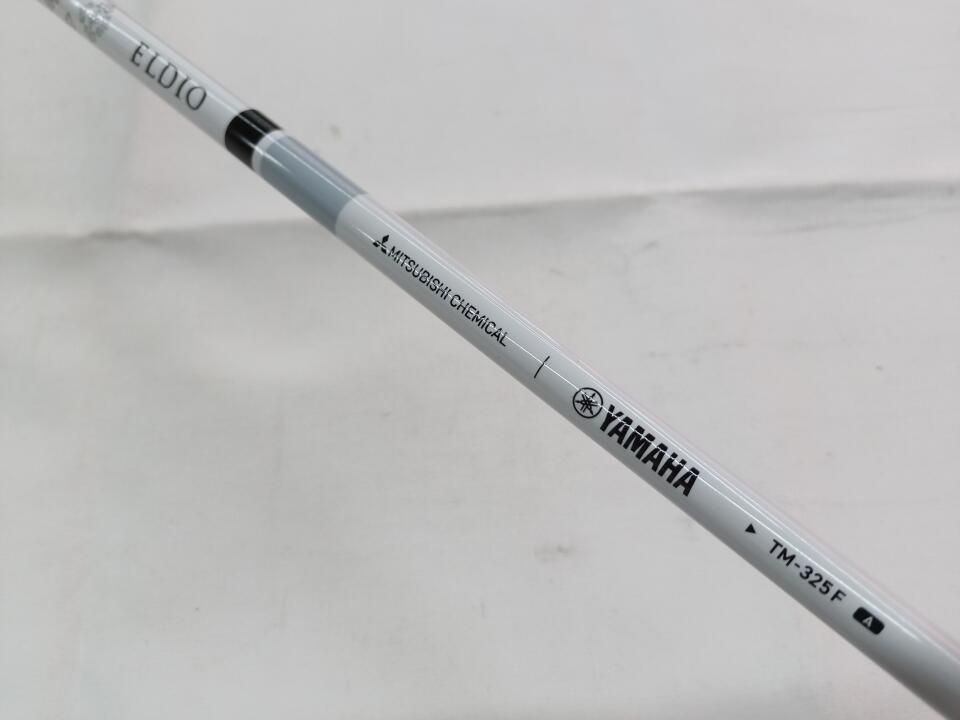 ELDIO
MITSUBISHI CHEMICAL | YAMAHA ▶ TM-325F A